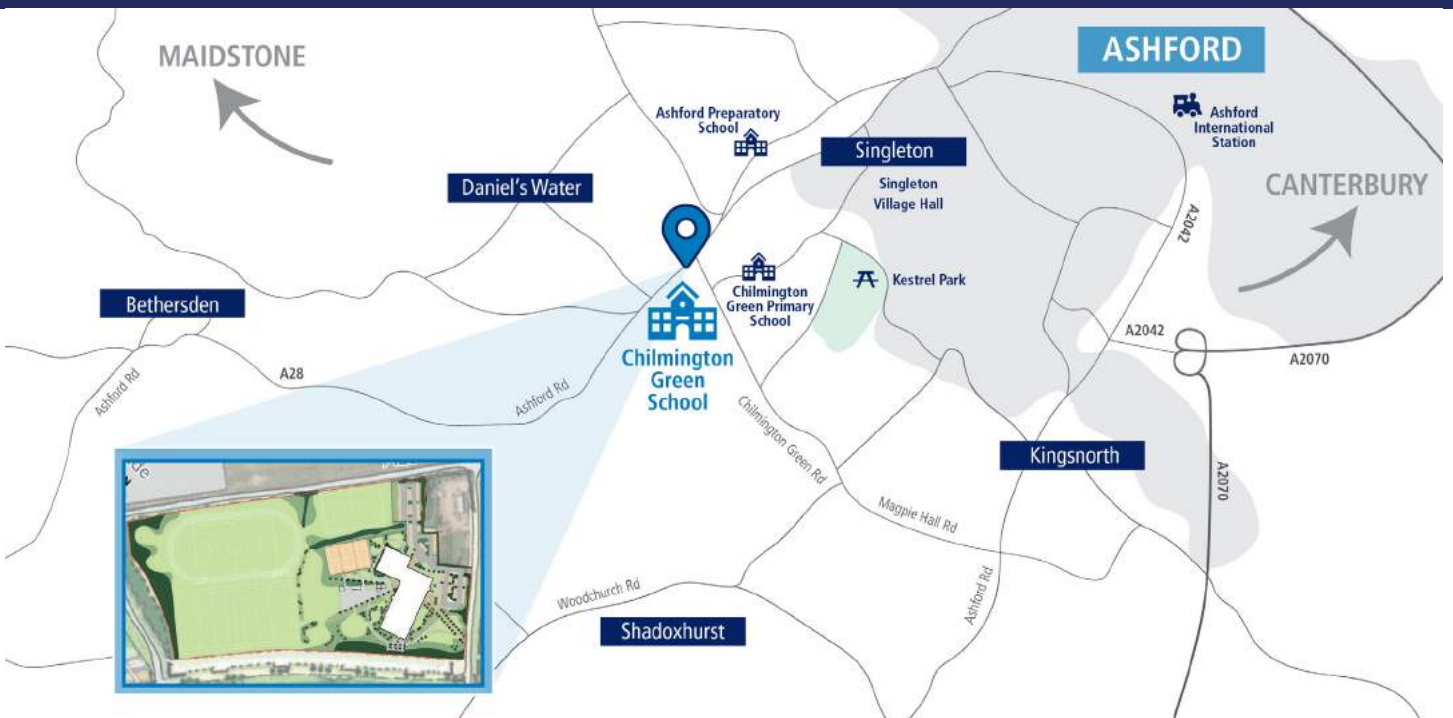 MAIDSTONE
ASHFORD
Ashford Preparatory
School
Ashford
International
Station
Singleton
Singleton
Village Hall
CANTERBURY
Daniel's Water
A2042
Bethersden
Chilmington
Green Primary
School
Kestrel Park
A2042
A2070
Chilmington
Green
School
A28
Ashford Rd
Ashford Rd
Chilmington Green Rd
Kingsnorth
A2070
Magpie Hall Rd
Ashford Rd
Woodchurch Rd
Shadoxhurst